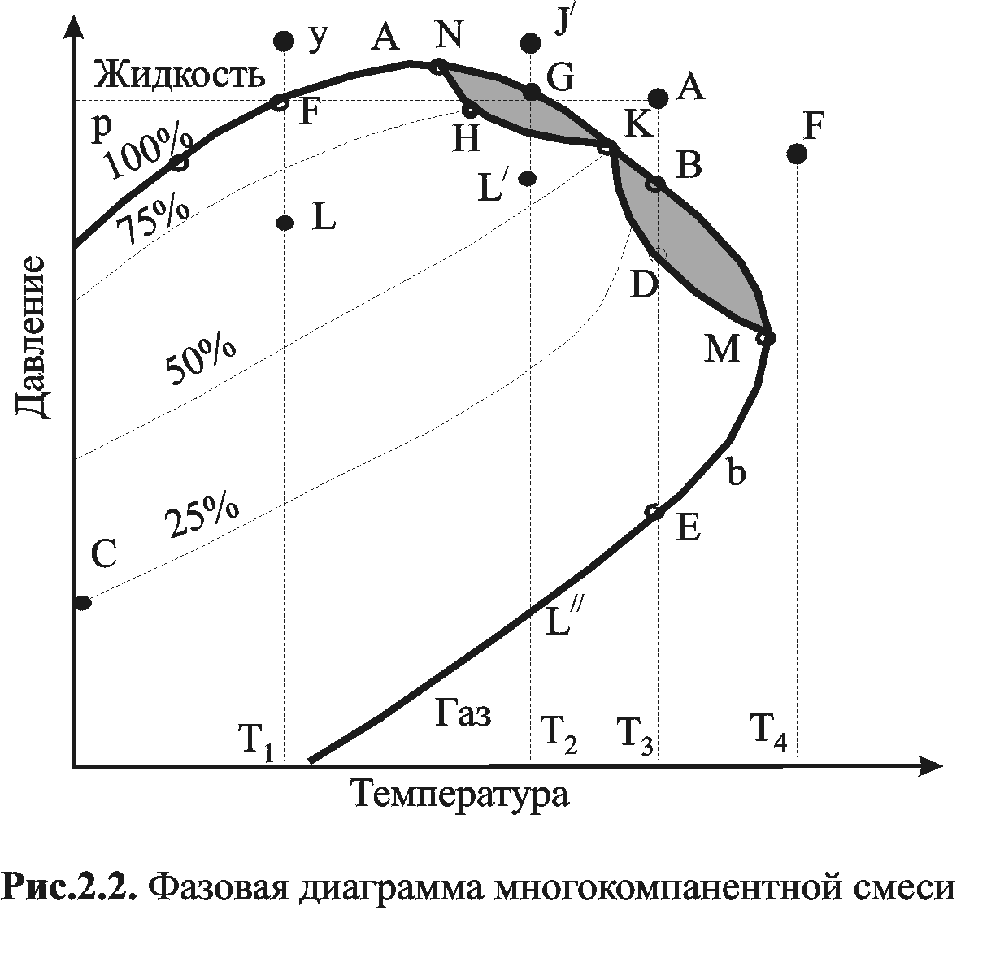 y
A
N
J/
Жидкость
G
A
F
K
F
p
100%
H
B
75%
L/
L
D
Давление
50%
M
b
25%
E
C
L//
Газ
T1
T2
T3
T4
Температура
Рис.2.2. Фазовая диаграмма многокомпанентной смеси